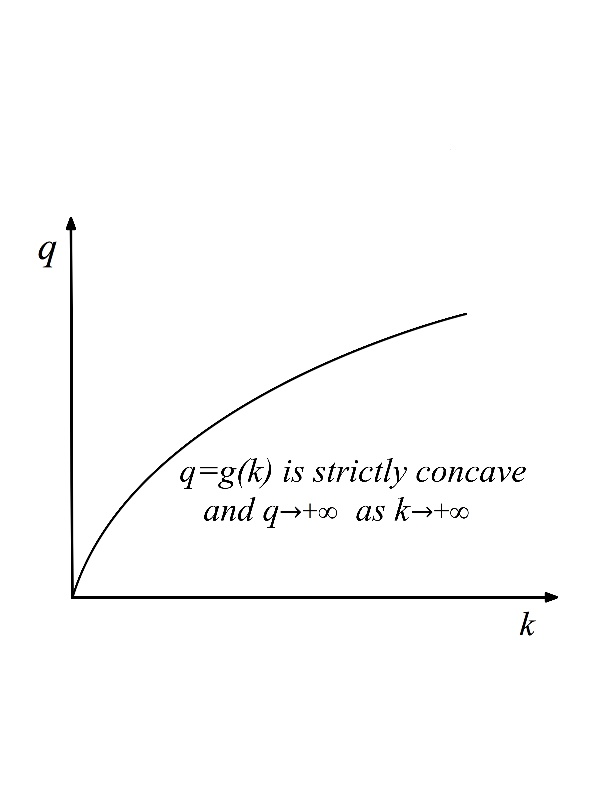 q
q=g(k) is strictly concave
and q→+∞ as k→+∞
k